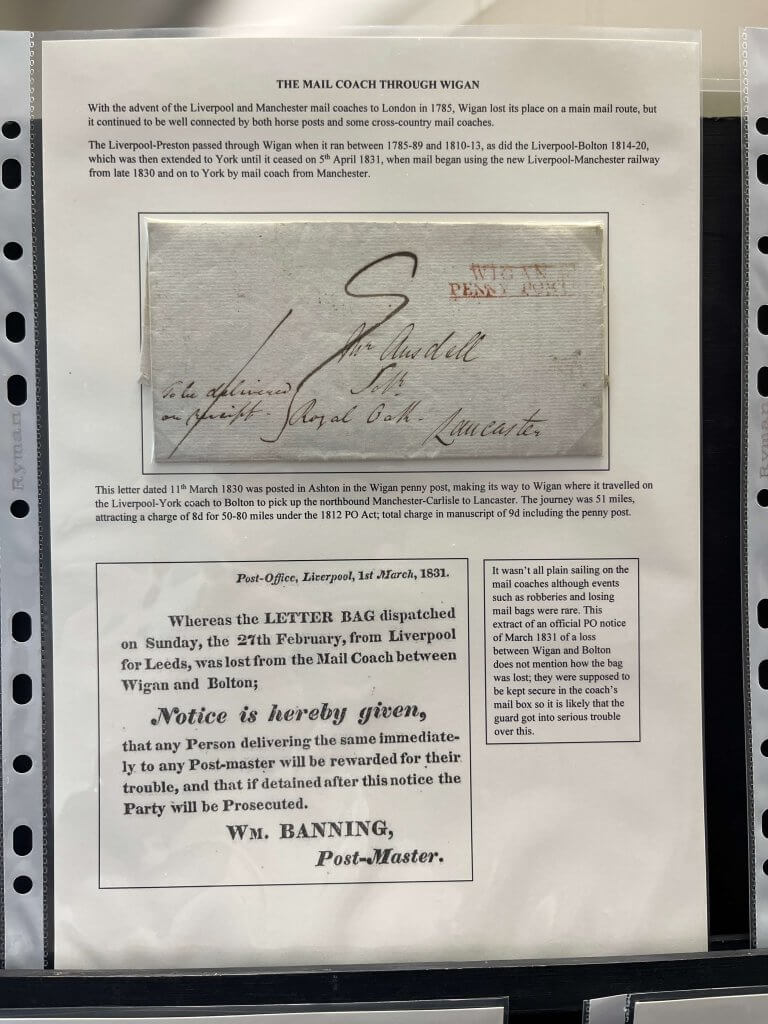 THE MAIL COACH THROUGH WIGAN
With the advent of the Liverpool and Manchester mail coaches to London in 1785, Wigan lost its place on a main mail route, but
it continued to be well connected by both horse posts and some cross-country mail coaches.
The Liverpool-Preston passed through Wigan when it ran between 1785-89 and 1810-13, as did the Liverpool-Bolton 1814-20,
which was then extended to York until it ceased on 5th April 1831, when mail began using the new Liverpool-Manchester railway
from late 1830 and on to York by mail coach from Manchester.
WIGAN
PENNY POST
Mr Ansdell
Solr
To be delivered
on receipt -
Royal Oak -
Lancaster
This letter dated 11th March 1830 was posted in Ashton in the Wigan penny post, making its way to Wigan where it travelled on
the Liverpool-York coach to Bolton to pick up the northbound Manchester-Carlisle to Lancaster. The journey was 51 miles,
attracting a charge of 8d for 50-80 miles under the 1812 PO Act; total charge in manuscript of 9d including the penny post.
Post-Office, Liverpool, 1st March, 1831.
Whereas the LETTER BAG dispatched
on Sunday, the 27th February, from Liverpool
for Leeds, was lost from the Mail Coach between
Wigan and Bolton;
Notice is hereby given,
that any Person delivering the same immediate-
ly to any Post-master will be rewarded for their
trouble, and that if detained after this notice the
Party will be Prosecuted.
WM. BANNING,
Post-Master.
It wasn't all plain sailing on the
mail coaches although events
such as robberies and losing
mail bags were rare. This
extract of an official PO notice
of March 1831 of a loss
between Wigan and Bolton
does not mention how the bag
was lost; they were supposed to
be kept secure in the coach's
mail box so it is likely that the
guard got into serious trouble
over this.
Ryman
Ryman